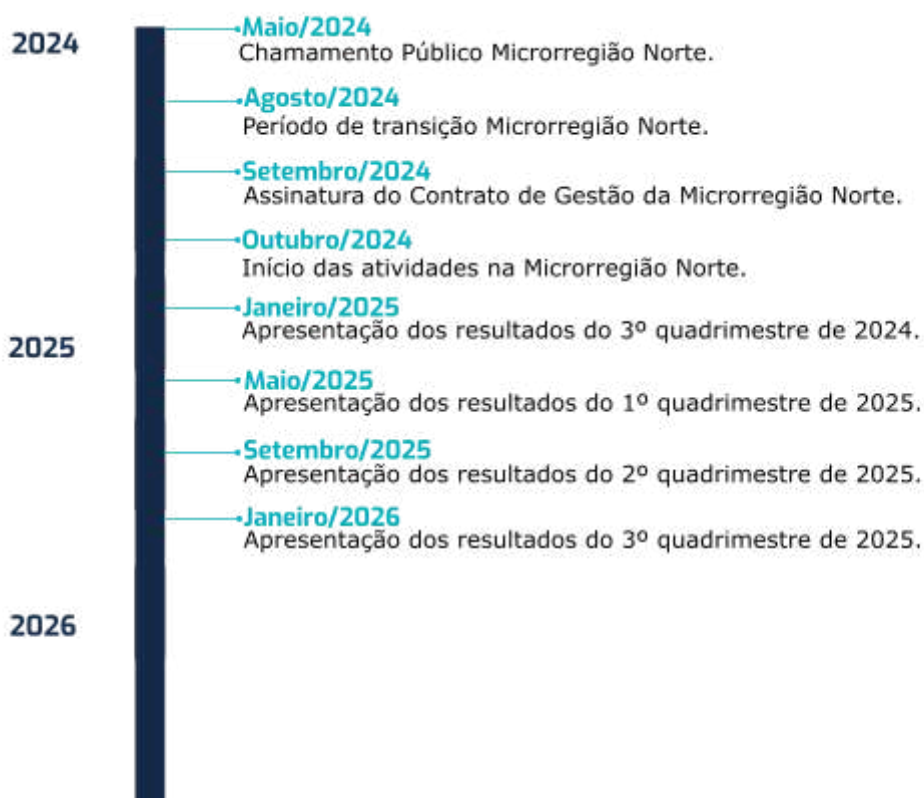 2024
Maio/2024
Chamamento Público Microrregião Norte.
Agosto/2024
Período de transição Microrregião Norte.
Setembro/2024
Assinatura do Contrato de Gestão da Microrregião Norte.
Outubro/2024
Início das atividades na Microrregião Norte.
2025
Janeiro/2025
Apresentação dos resultados do 3º quadrimestre de 2024.
Maio/2025
Apresentação dos resultados do 1º quadrimestre de 2025.
Setembro/2025
Apresentação dos resultados do 2º quadrimestre de 2025.
Janeiro/2026
Apresentação dos resultados do 3º quadrimestre de 2025.
2026